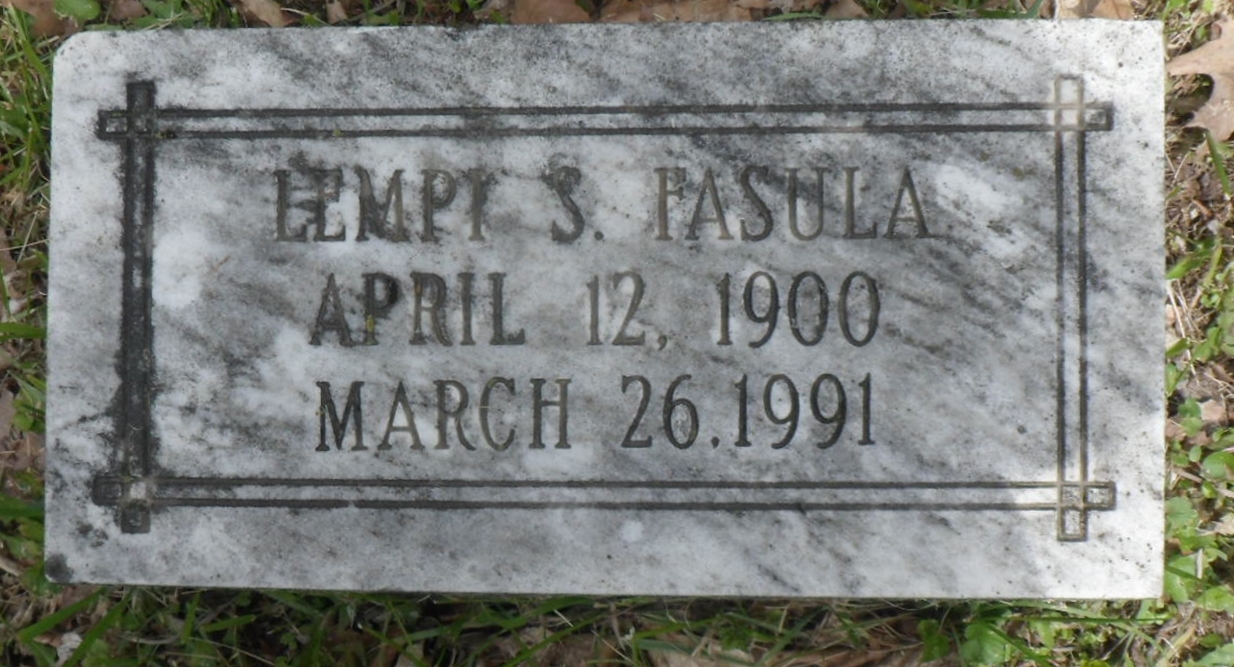 LEMPI S. FASULA
APRIL 12, 1900
MARCH 26.1991